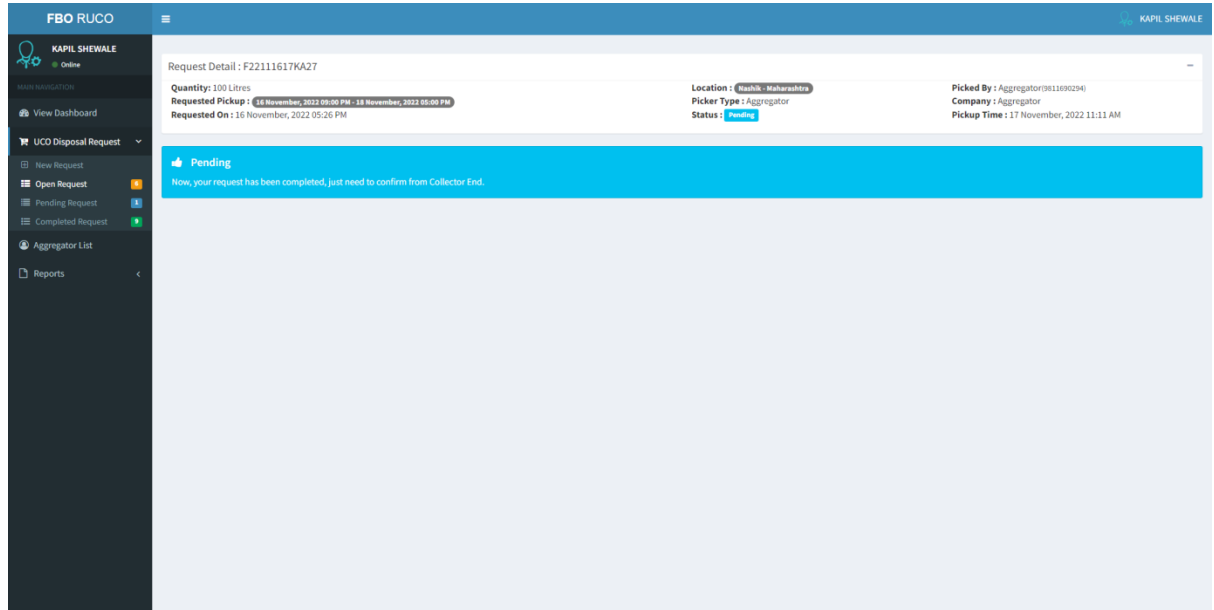 FBO RUCO
KAPIL SHEWALE
KAPIL SHEWALE
Online
MAIN NAVIGATION
View Dashboard
UCO Disposal Request
New Request
Open Request
Pending Request 1
Completed Request 9
Aggregator List
Reports
Request Detail : F22111617KA27
Quantity: 100 Litres
Requested Pickup : 16 November, 2022 09:00 PM - 18 November, 2022 05:00 PM
Requested On : 16 November, 2022 05:26 PM
Location : Nashik - Maharashtra
Picker Type : Aggregator
Status : Pending
Picked By : Aggregator(9811690294)
Company : Aggregator
Pickup Time : 17 November, 2022 11:11 AM
Pending
Now, your request has been completed, just need to confirm from Collector End.